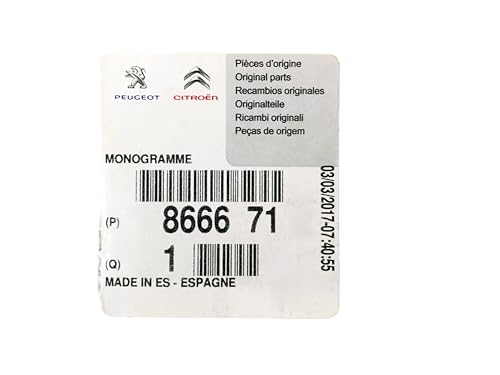 PEUGEOT
CITROËN
Pièces d'origine
Original parts
Recambios originales
Originalteile
Ricambi originali
Peças de origem
MONOGRAMME
(P) 8666 71
(Q) 1
MADE IN ES - ESPAGNE
03/03/2017-07:40:55